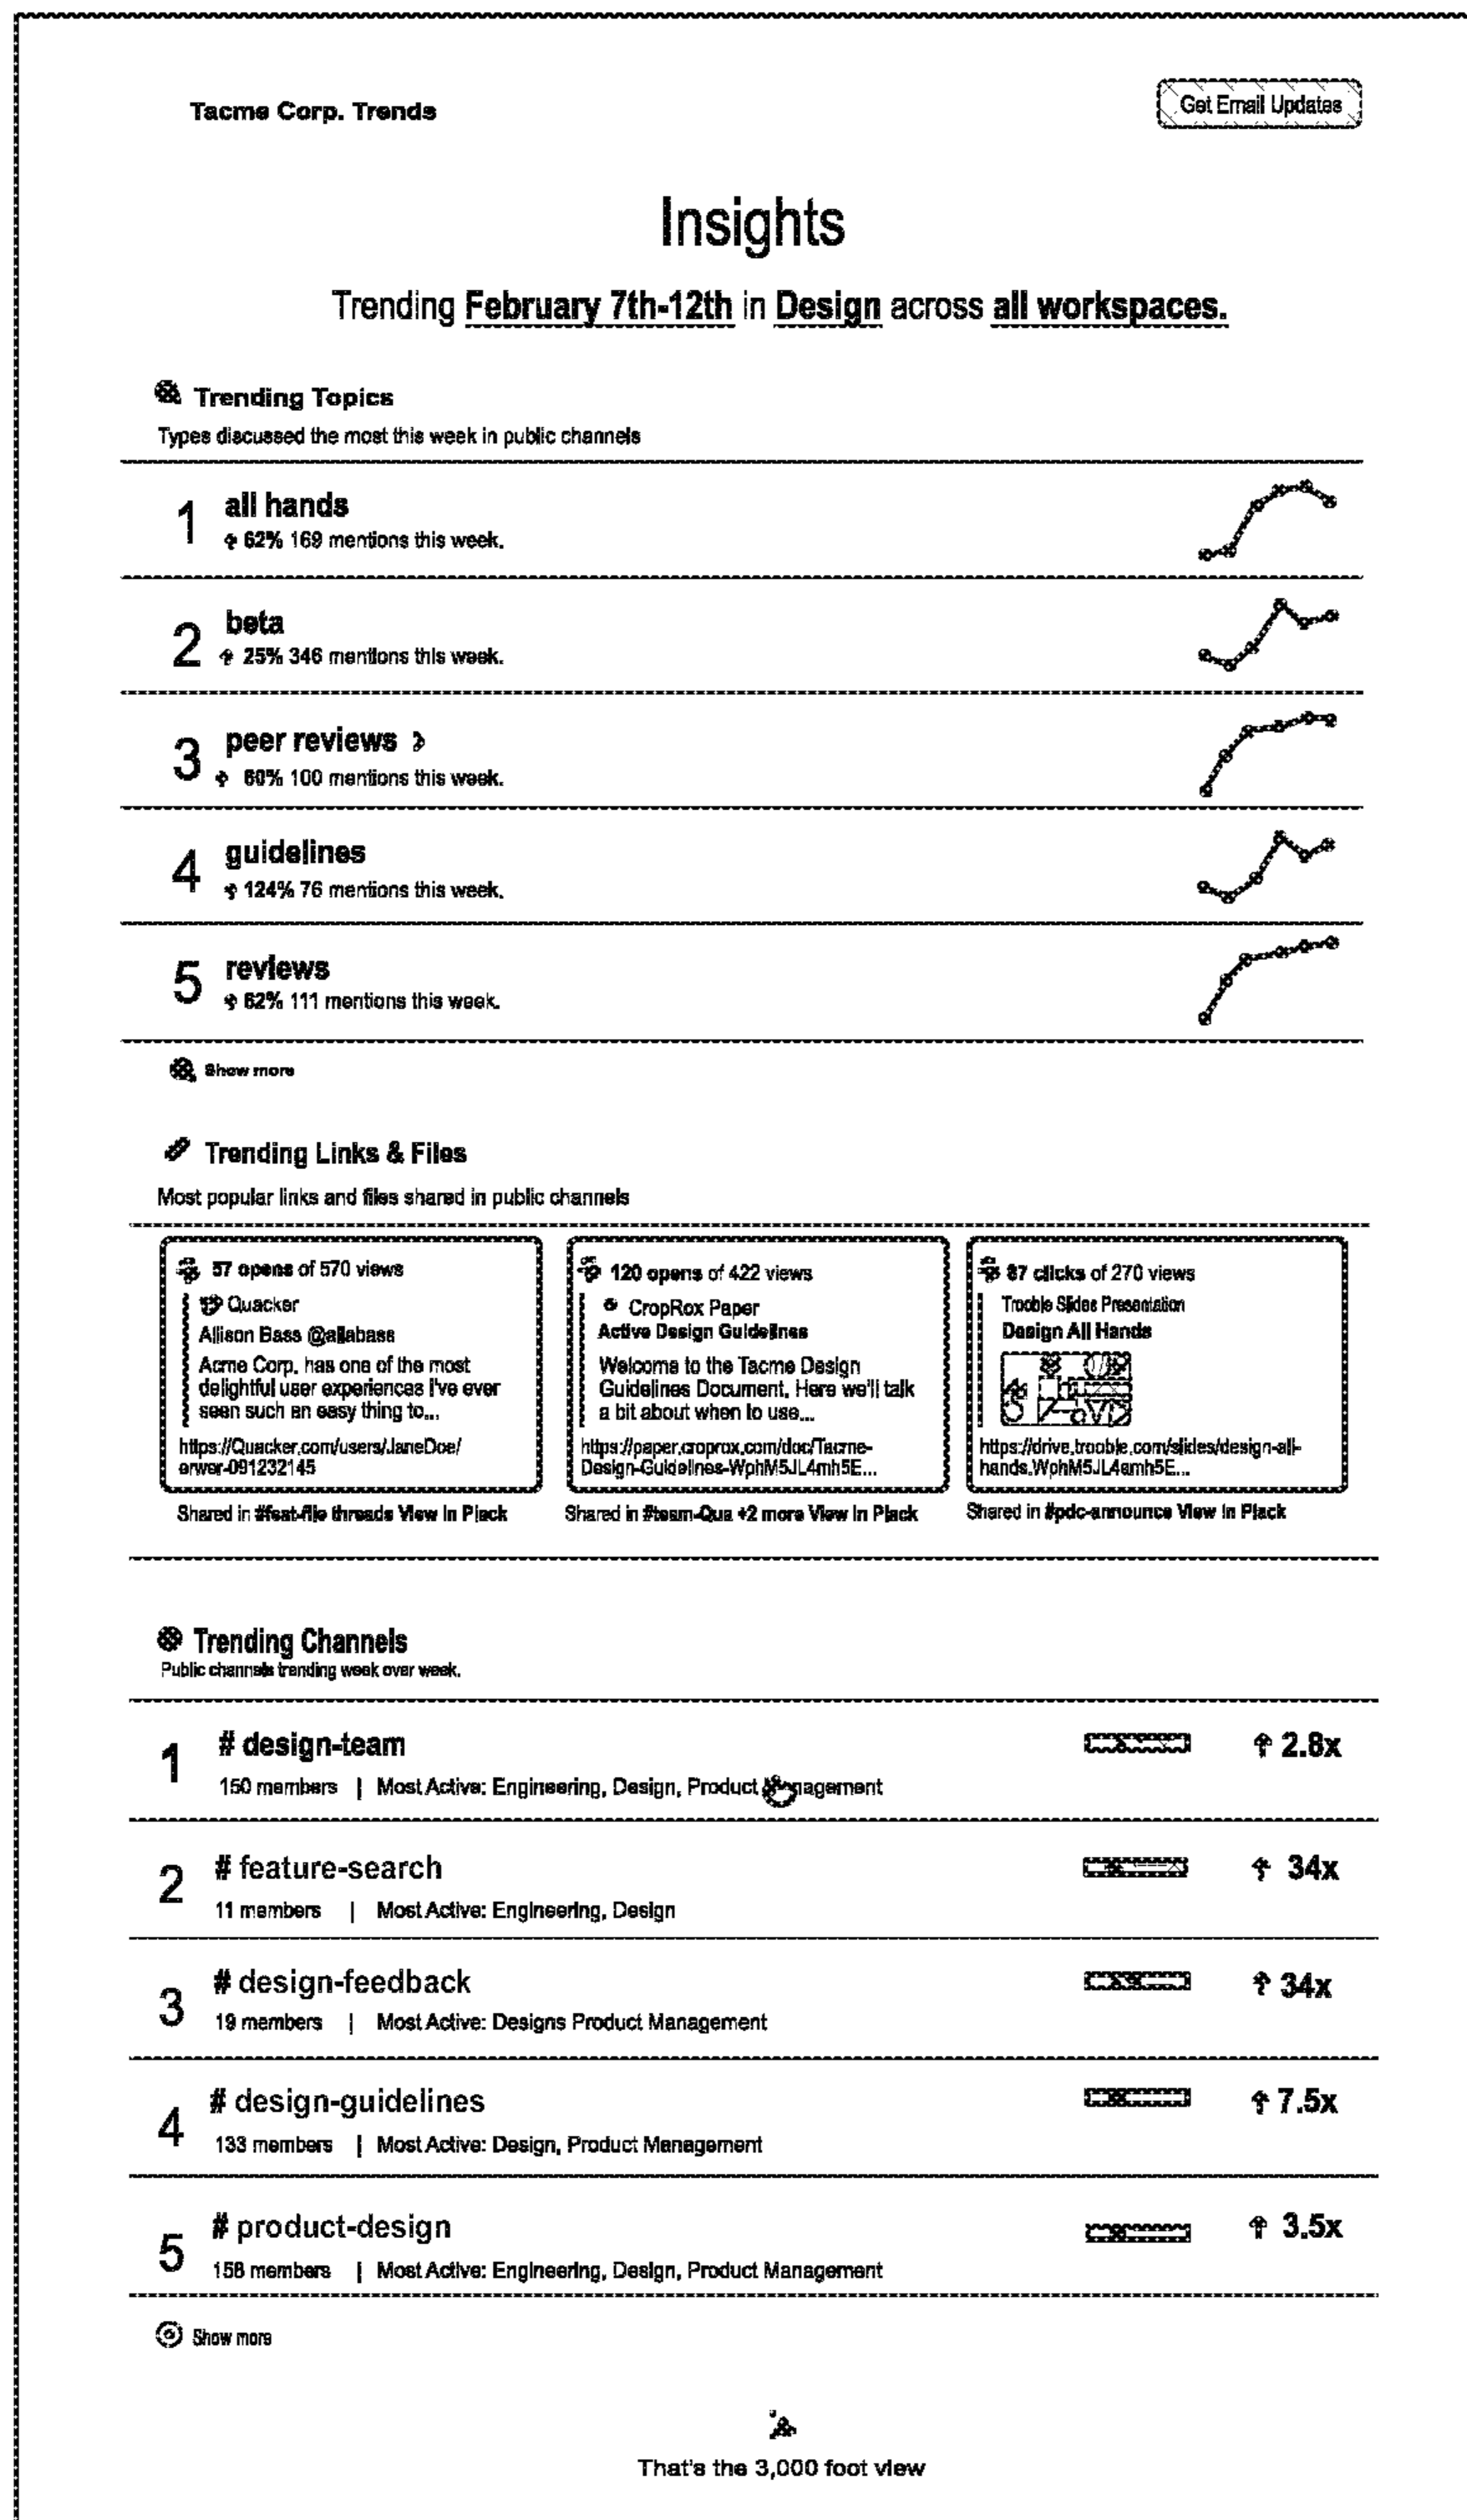 Tacme Corp. Trends
Get Email Updates
Insights
Trending February 7th-12th in Design across all workspaces.
Trending Topics
Types discussed the most this week in public channels
1 all hands
62% 169 mentions this week.
2 beta
25% 346 mentions this week.
3 peer reviews
60% 100 mentions this week.
4 guidelines
124% 76 mentions this week.
5 reviews
62% 111 mentions this week.
Show more
Trending Links & Files
Most popular links and files shared in public channels
57 opens of 570 views
Quacker
Allison Bass @allabass
Acme Corp. has one of the most
delightful user experiences I've ever
seen such an easy thing to...
https://Quacker.com/users/JaneDoe/
erwer-091232145
Shared in #feat-file threads View In Plack
120 opens of 422 views
CropRox Paper
Active Design Guidelines
Welcome to the Tacme Design
Guidelines Document. Here we'll talk
a bit about when to use...
https://paper.croprox.com/doc/Tacme-
Design-Guidelines-WphM5JL4mh5E...
Shared in #team-Qua +2 more View In Plack
87 clicks of 270 views
Trooble Slides Presentation
Design All Hands
https://drive.trooble.com/slides/design-all-
hands.WphM5JL4amh5E...
Shared in #pdc-announce View In Plack
Trending Channels
Public channels trending week over week.
1 # design-team ↑ 2.8x
150 members | Most Active: Engineering, Design, Product Management
2 # feature-search ↑ 34x
11 members | Most Active: Engineering, Design
3 # design-feedback ↑ 34x
19 members | Most Active: Designs Product Management
4 # design-guidelines ↑ 7.5x
133 members | Most Active: Design, Product Management
5 # product-design ↑ 3.5x
158 members | Most Active: Engineering, Design, Product Management
Show more
That's the 3,000 foot view